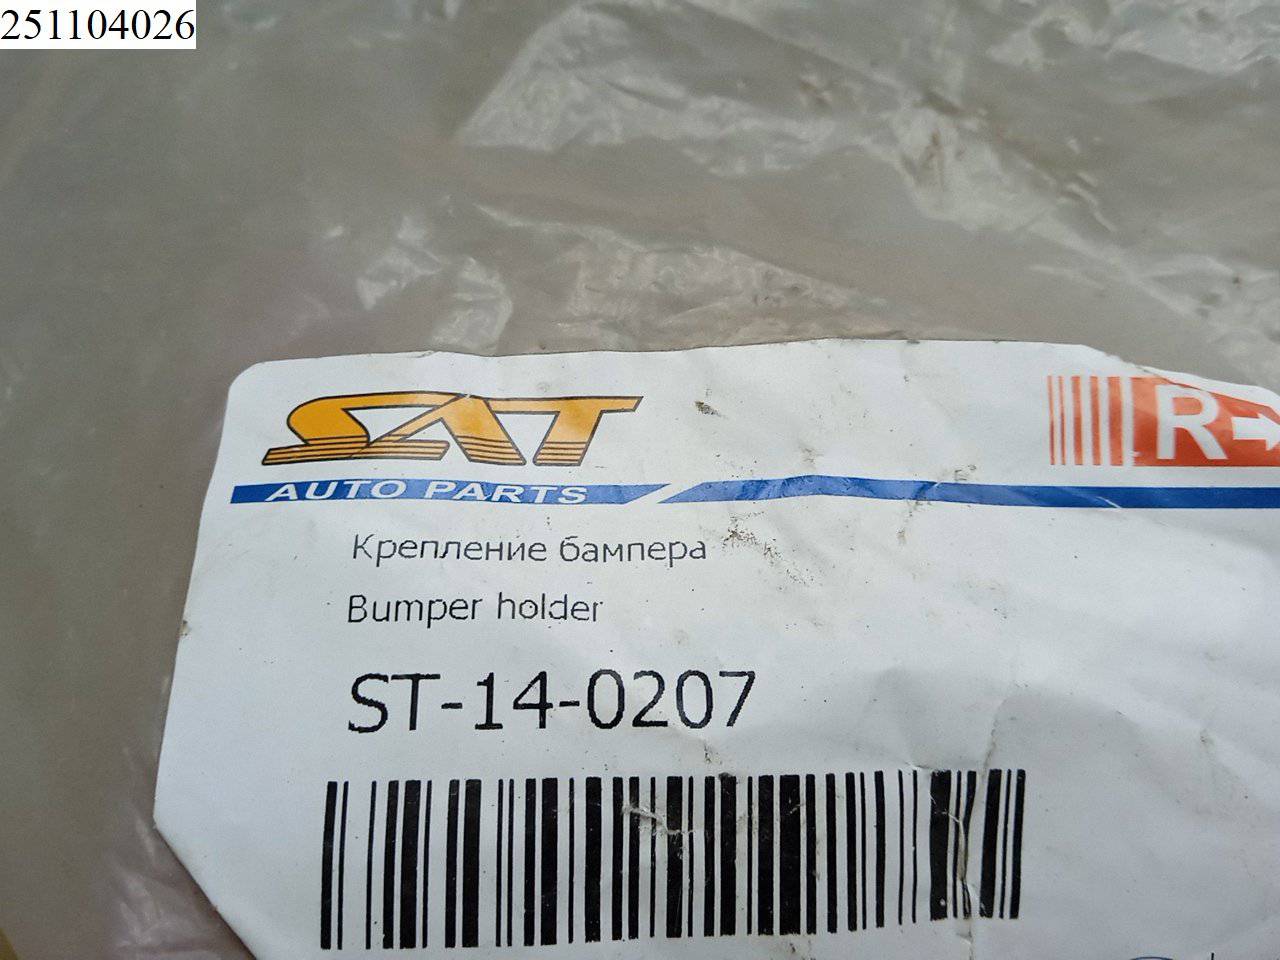 251104026
SAT
R
AUTO PARTS
Крепление бампера
Bumper holder
ST-14-0207